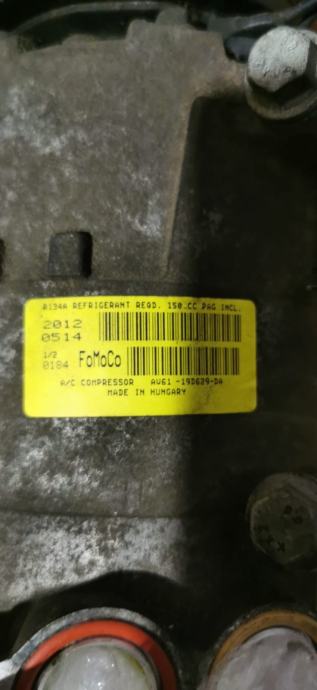 R134A REFRIGERANT REQD. 150.CC PAG INCL.
2012
0514
1/2
0184 FoMoCo
A/C COMPRESSOR AV61 -19D629-DA
MADE IN HUNGARY